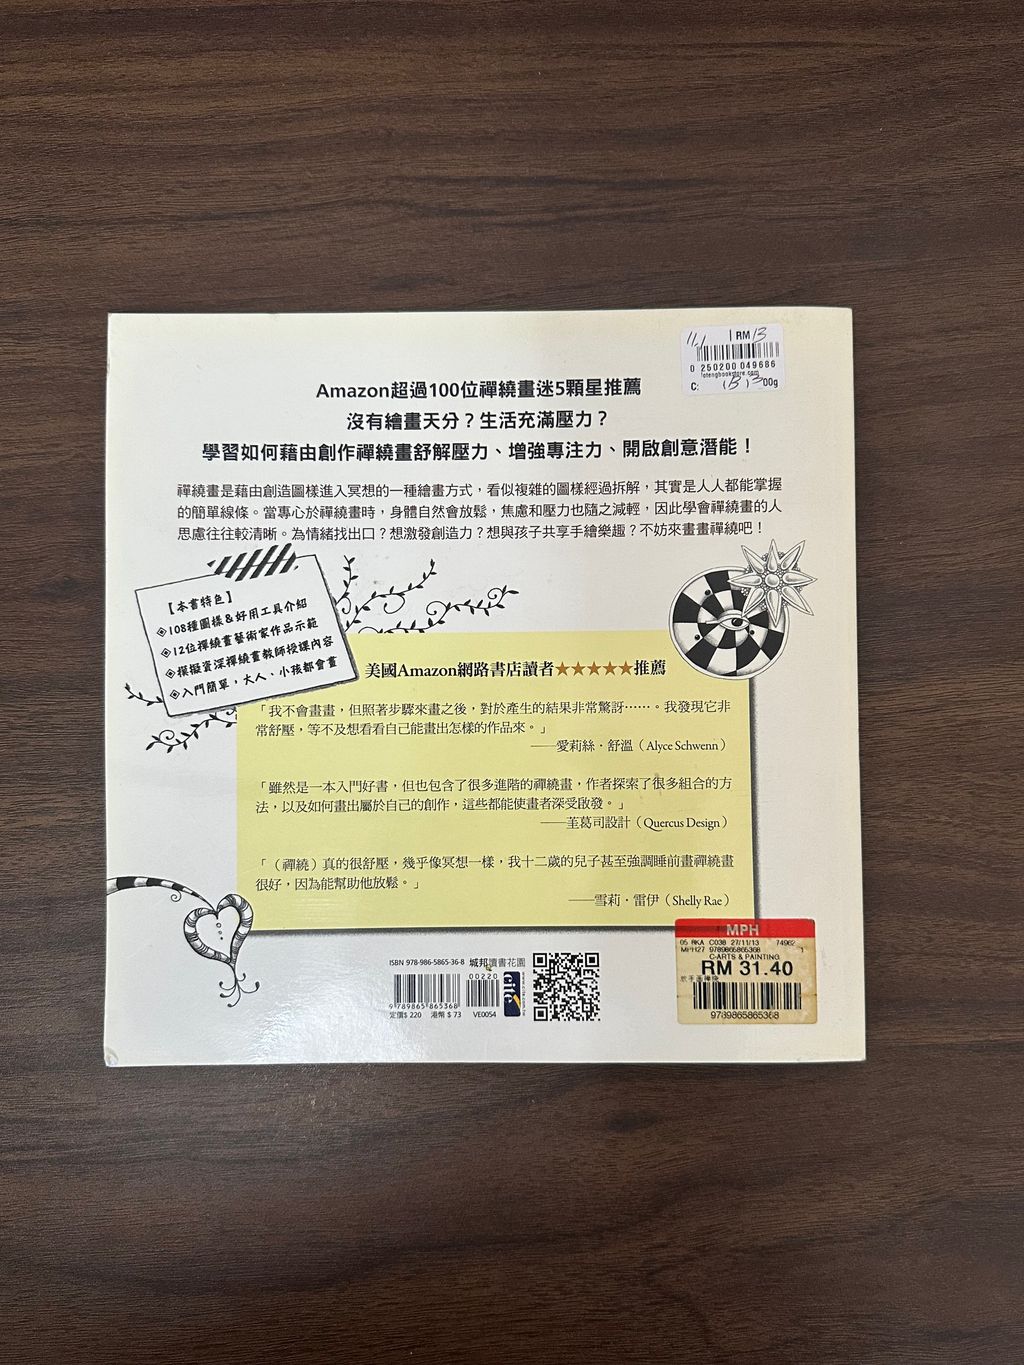 1 RM 13
0 250200 049686
C: 00g
Amazon超過100位禪繞畫迷5顆星推薦
沒有繪畫天分？生活充滿壓力？
學習如何藉由創作禪繞畫舒解壓力、增強專注力、開啟創意潛能！
禪繞畫是藉由創造圖樣進入冥想的一種繪畫方式，看似複雜的圖樣經過拆解，其實是人人都能掌握
的簡單線條。當專心於禪繞畫時，身體自然會放鬆，焦慮和壓力也隨之減輕，因此學會禪繞畫的人
思慮往往較清晰。為情緒找出口？想激發創造力？想與孩子共享手繪樂趣？不妨來畫畫禪繞吧！
【本書特色】
◈108種圖樣＆好用工具介紹
◈12位禪繞畫藝術家作品示範
◈模擬資深禪繞畫教師授課內容
◈入門簡單，大人、小孩都會畫
美國Amazon網路書店讀者★★★★★推薦
「我不會畫畫，但照著步驟來畫之後，對於產生的結果非常驚訝……。我發現它非
常舒壓，等不及想看看自己能畫出怎樣的作品來。」
——愛莉絲．舒溫（Alyce Schwenn）
「雖然是一本入門好書，但也包含了很多進階的禪繞畫，作者探索了很多組合的方
法，以及如何畫出屬於自己的創作，這些都能使畫者深受啟發。」
——葟葛司設計（Quercus Design）
「（禪繞）真的很舒壓，幾乎像冥想一樣，我十二歲的兒子甚至強調睡前畫禪繞畫
很好，因為能幫助他放鬆。」
——雪莉．雷伊（Shelly Rae）
ISBN 978-986-5865-36-8 城邦讀書花園
00220
9 789865 865368
定價$ 220 港幣 $ 73 VE0054
cité
MPH
05 RKA C038 27/11/13 74962
MPH27 9789865865368 1
C-ARTS & PAINTING
RM 31.40
9789865865368